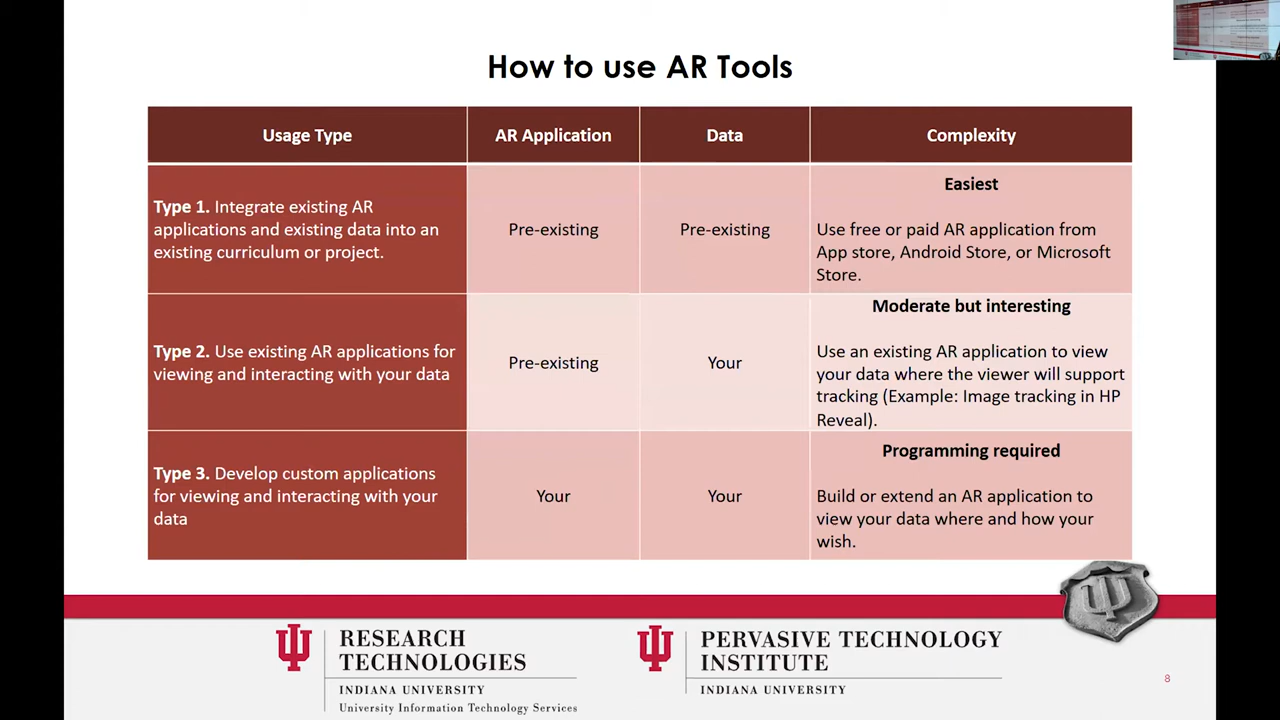 How to use AR Tools
Usage Type
AR Application
Data
Complexity
Type 1. Integrate existing AR
applications and existing data into an
existing curriculum or project.
Pre-existing
Pre-existing
Easiest
Use free or paid AR application from
App store, Android Store, or Microsoft
Store.
Type 2. Use existing AR applications for
viewing and interacting with your data
Pre-existing
Your
Moderate but interesting
Use an existing AR application to view
your data where the viewer will support
tracking (Example: Image tracking in HP
Reveal).
Type 3. Develop custom applications
for viewing and interacting with your
data
Your
Your
Programming required
Build or extend an AR application to
view your data where and how your
wish.
RESEARCH
TECHNOLOGIES
INDIANA UNIVERSITY
University Information Technology Services
PERVASIVE TECHNOLOGY
INSTITUTE
INDIANA UNIVERSITY
8